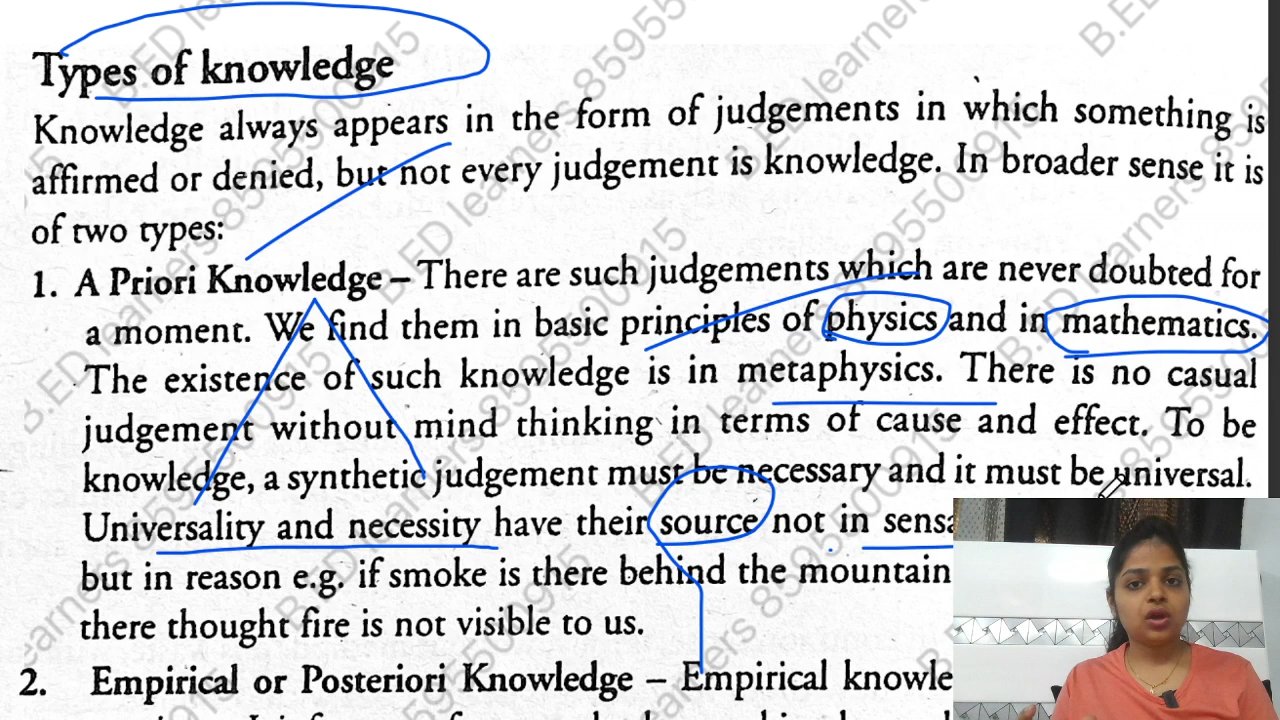 Types of knowledge
Knowledge always appears in the form of judgements in which something is
affirmed or denied, but not every judgement is knowledge. In broader sense it is
of two types:
1. A Priori Knowledge – There are such judgements which are never doubted for
a moment. We find them in basic principles of physics and in mathematics.
The existence of such knowledge is in metaphysics. There is no casual
judgement without mind thinking in terms of cause and effect. To be
knowledge, a synthetic judgement must be necessary and it must be universal.
Universality and necessity have their source not in sensa
but in reason e.g. if smoke is there behind the mountain
there thought fire is not visible to us.
2. Empirical or Posteriori Knowledge – Empirical knowle
B.ED learners 8595500915